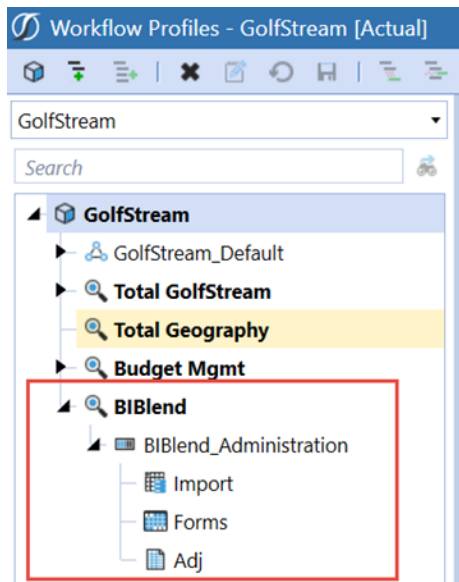 Workflow Profiles - GolfStream [Actual]
GolfStream
Search
GolfStream
GolfStream_Default
Total GolfStream
Total Geography
Budget Mgmt
BIBlend
BIBlend_Administration
Import
Forms
Adj